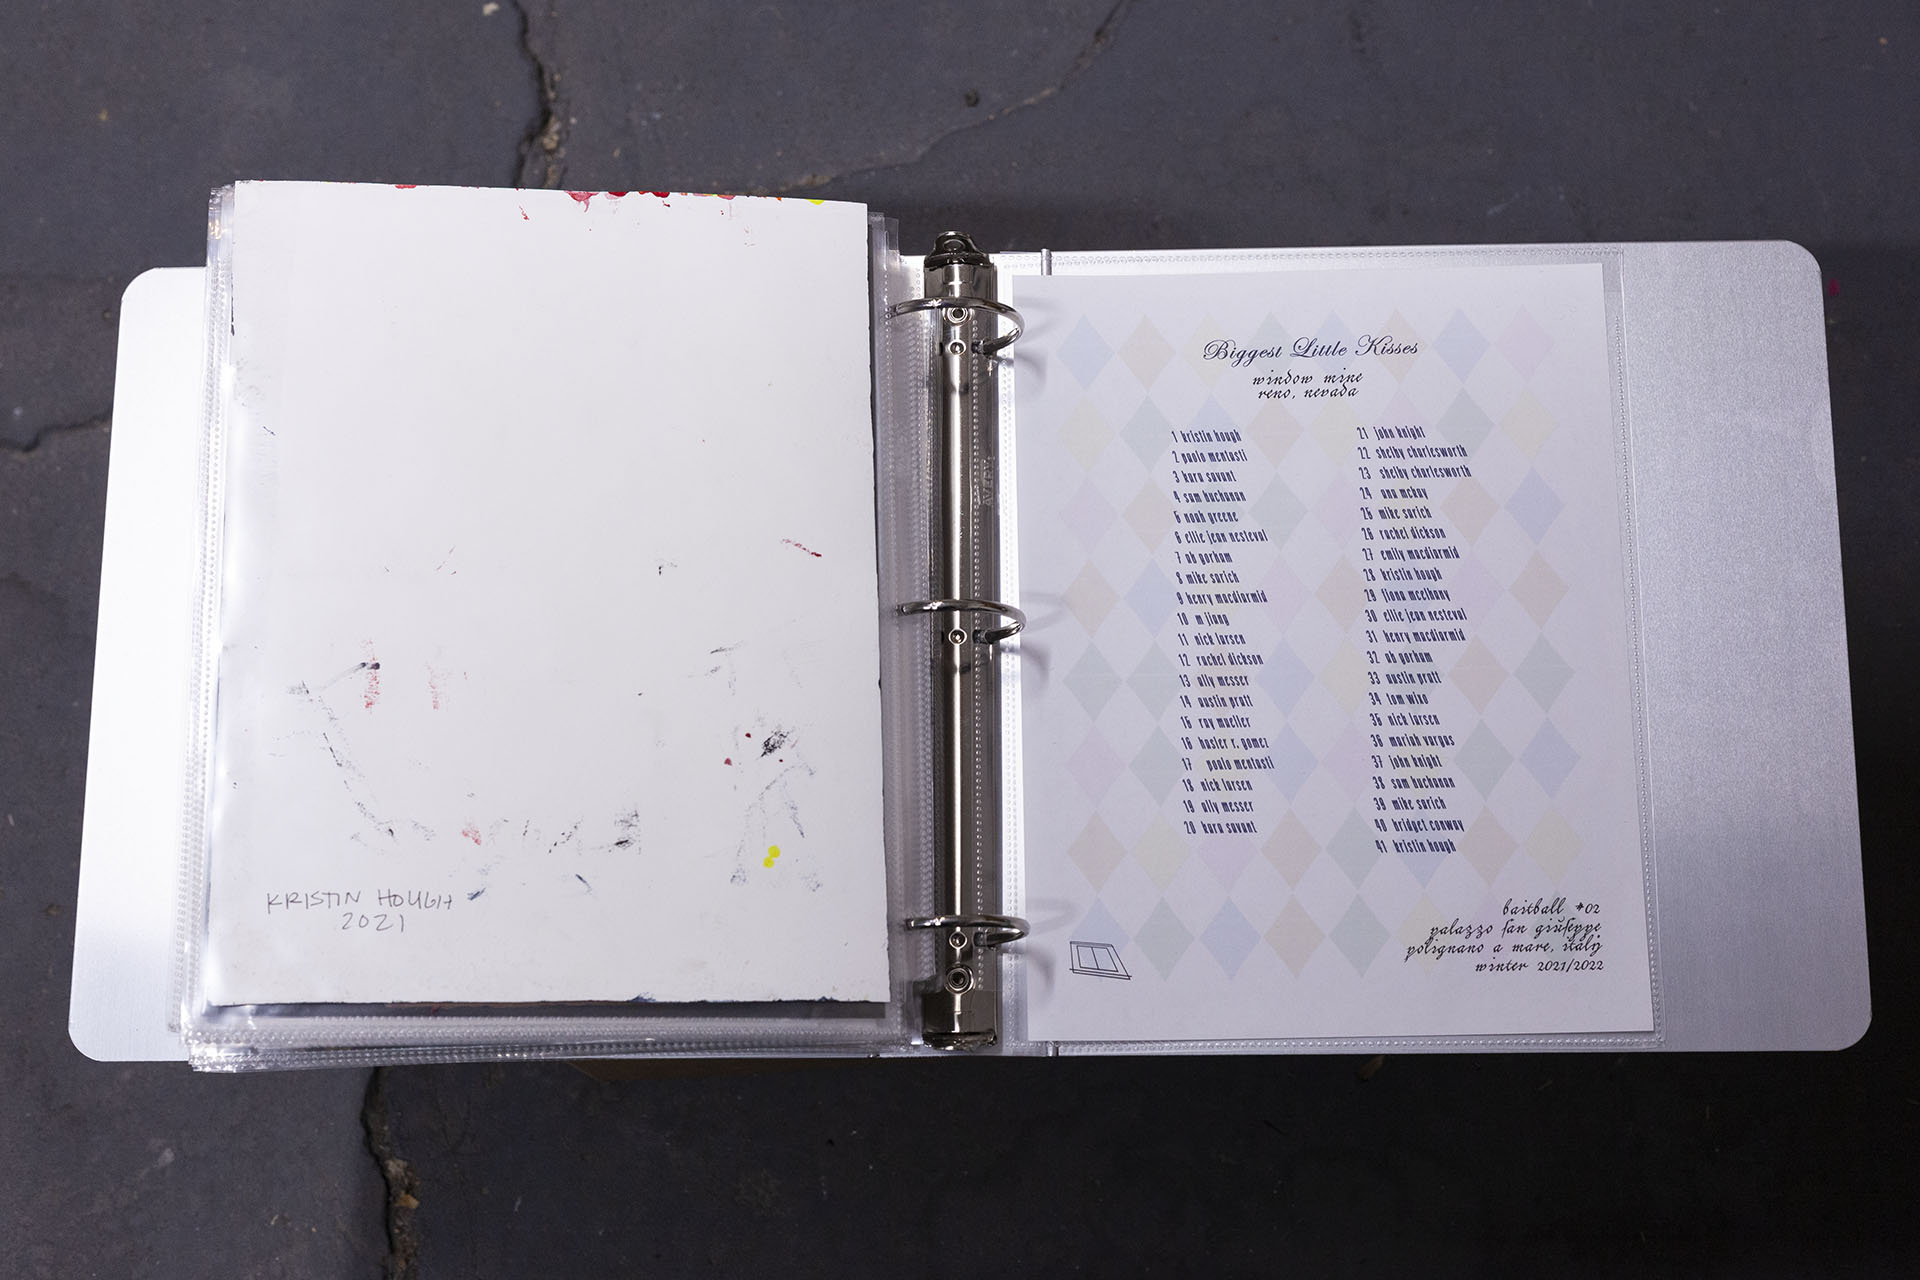 KRISTIN HOUGH
2021
AVERY
Biggest Little Kisses
window mine
reno, nevada
1 kristin hough
2 paolo mentasti
3 kara savant
4 sam buchanan
5 noah greene
6 ellie jean nesteval
7 ab gorham
8 mike sarich
9 henry macdiarmid
10 m jiang
11 nick larsen
12 rachel dickson
13 ally messer
14 austin pratt
15 ray mueller
16 hester r. gomez
17 paolo mentasti
18 nick larsen
19 ally messer
20 kara savant
21 john knight
22 shelby charlesworth
23 shelby charlesworth
24 ana mckay
25 mike sarich
26 rachel dickson
27 emily macdiarmid
28 kristin hough
29 fiona mcelhany
30 ellie jean nesteval
31 henry macdiarmid
32 ab gorham
33 austin pratt
34 tom wixo
35 nick larsen
36 mariah vargas
37 john knight
38 sam buchanan
39 mike sarich
40 bridget conway
41 kristin hough
baitball #02
palazzo san giuseppe
polignano a mare, italy
winter 2021/2022